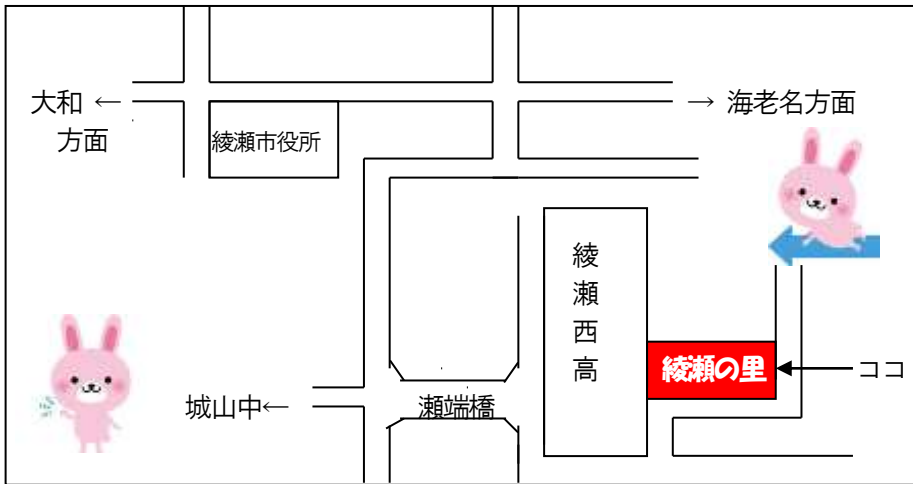 大和 ←
方面
→ 海老名方面
綾瀬市役所
綾瀬西高
綾瀬の里
ココ
城山中←
瀬端橋